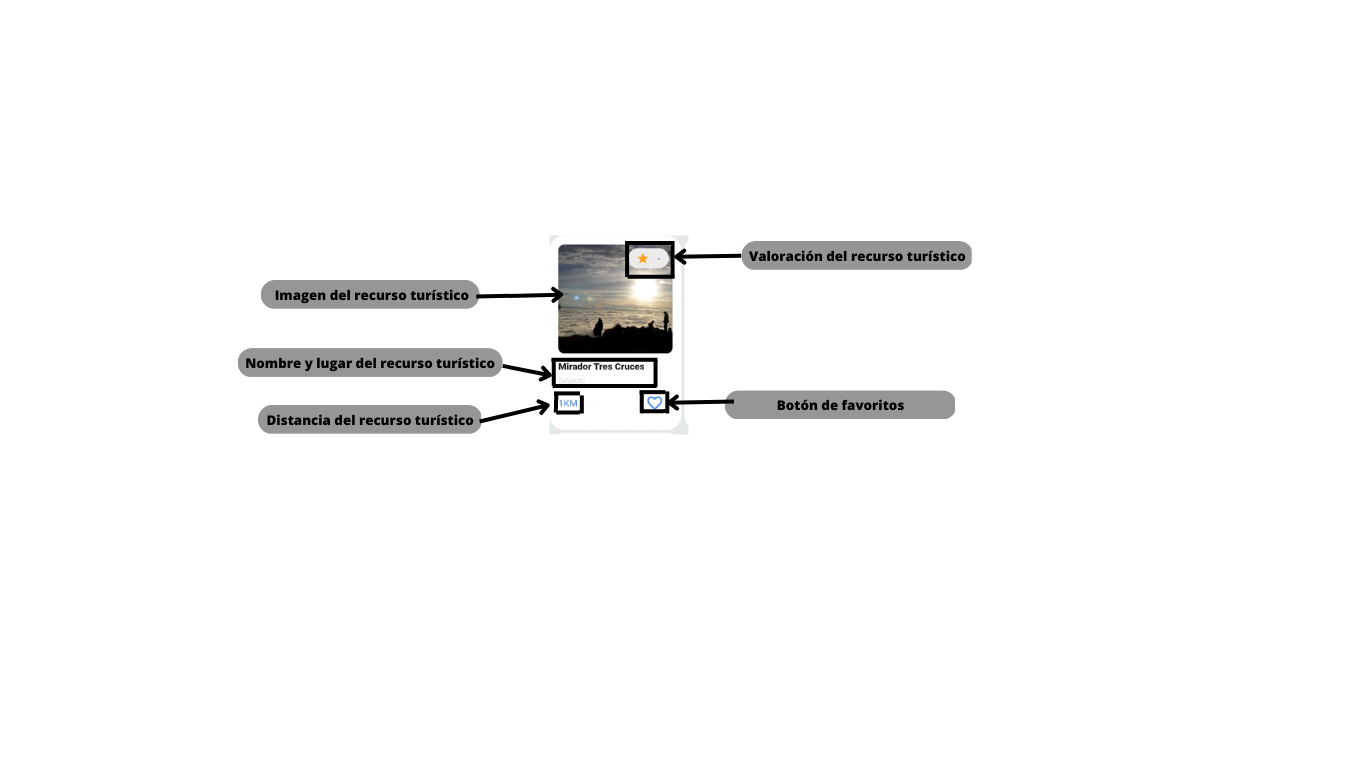 Valoración del recurso turístico
Imagen del recurso turístico
Nombre y lugar del recurso turístico
Mirador Tres Cruces
1KM
Botón de favoritos
Distancia del recurso turístico